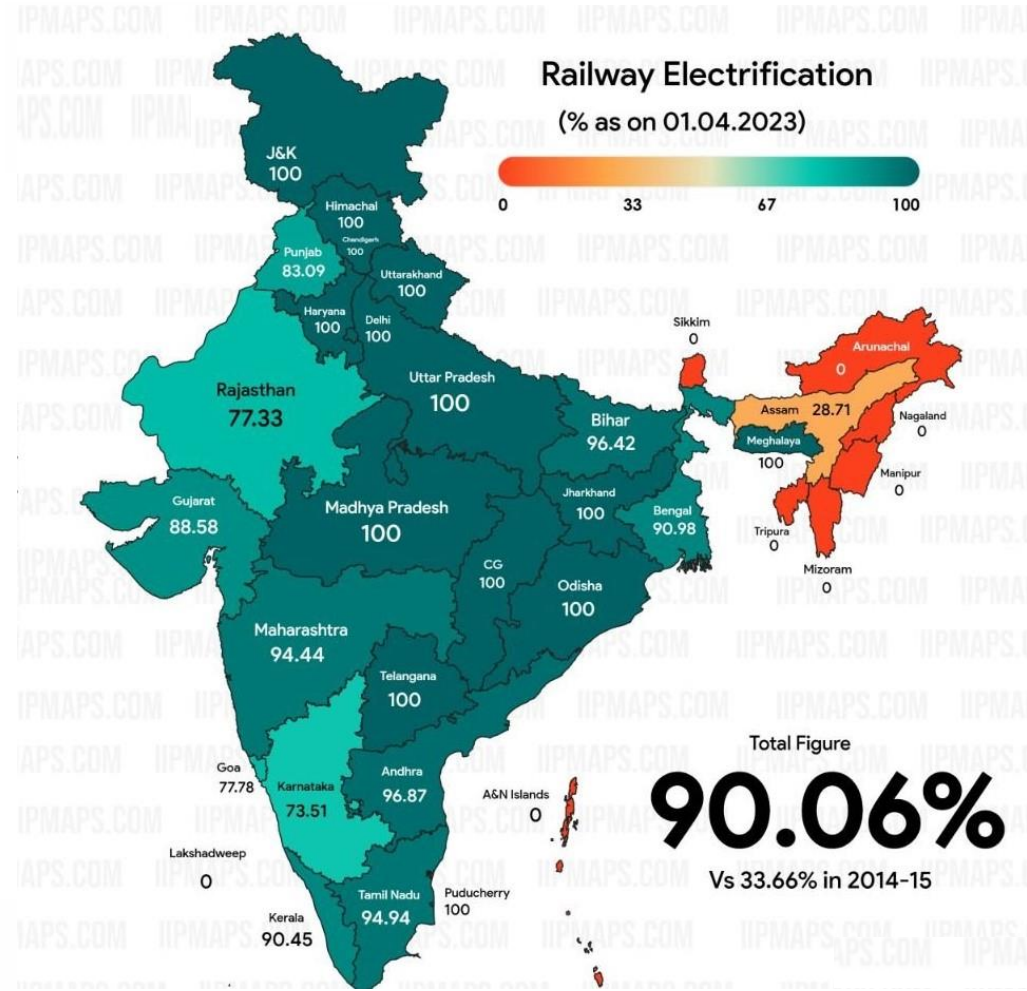 Railway Electrification
(% as on 01.04.2023)
0 33 67 100
J&K
100
Himachal
100
Chandigarh
100
Punjab
83.09
Uttarakhand
100
Haryana
100
Delhi
100
Rajasthan
77.33
Uttar Pradesh
100
Bihar
96.42
Sikkim
0
Arunachal
0
Assam 28.71
Nagaland
0
Meghalaya
100
Manipur
0
Tripura
0
Mizoram
0
Gujarat
88.58
Madhya Pradesh
100
Jharkhand
100
Bengal
90.98
CG
100
Odisha
100
Maharashtra
94.44
Telangana
100
Goa
77.78
Karnataka
73.51
Andhra
96.87
A&N Islands
0
Total Figure
90.06%
Vs 33.66% in 2014-15
Lakshadweep
0
Kerala
90.45
Tamil Nadu
94.94
Puducherry
100
IIPMAPS.COM